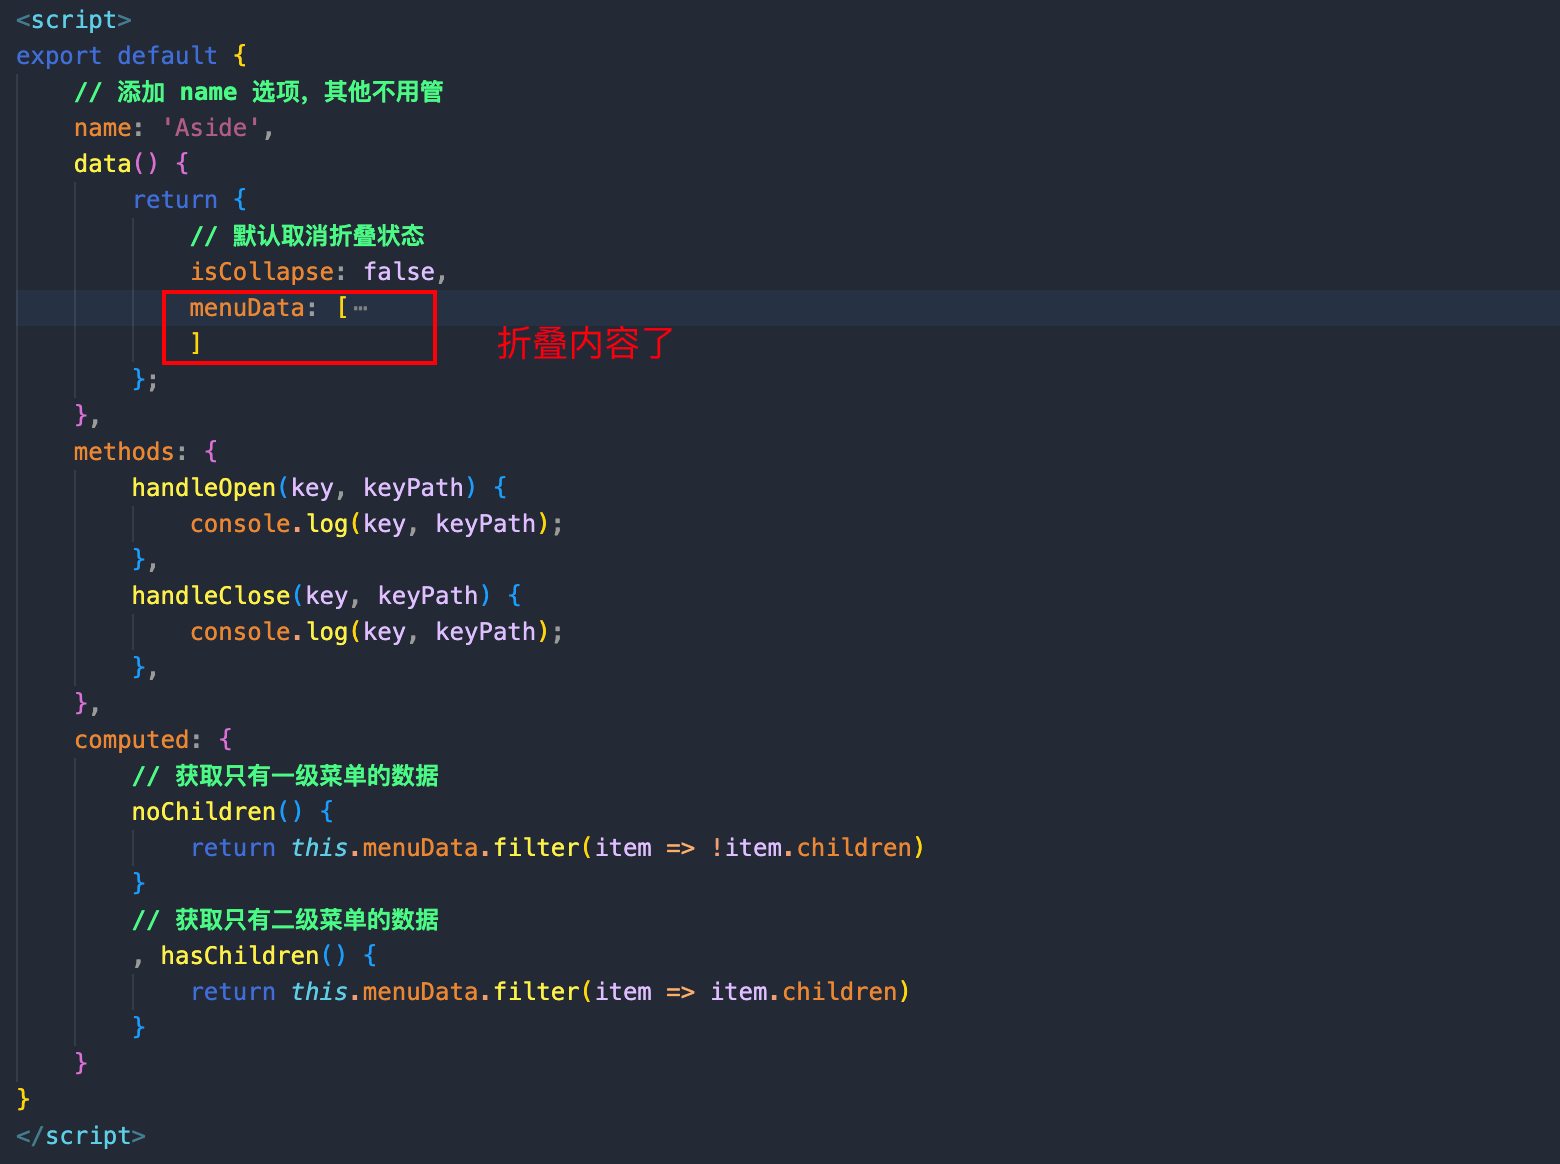 <script>
export default {
    // 添加 name 选项，其他不用管
    name: 'Aside',
    data() {
        return {
            // 默认取消折叠状态
            isCollapse: false,
            menuData: [⋯
            ]
折叠内容了
        };
    },
    methods: {
        handleOpen(key, keyPath) {
            console.log(key, keyPath);
        },
        handleClose(key, keyPath) {
            console.log(key, keyPath);
        },
    },
    computed: {
        // 获取只有一级菜单的数据
        noChildren() {
            return this.menuData.filter(item => !item.children)
        }
        // 获取只有二级菜单的数据
        , hasChildren() {
            return this.menuData.filter(item => item.children)
        }
    }
}
</script>